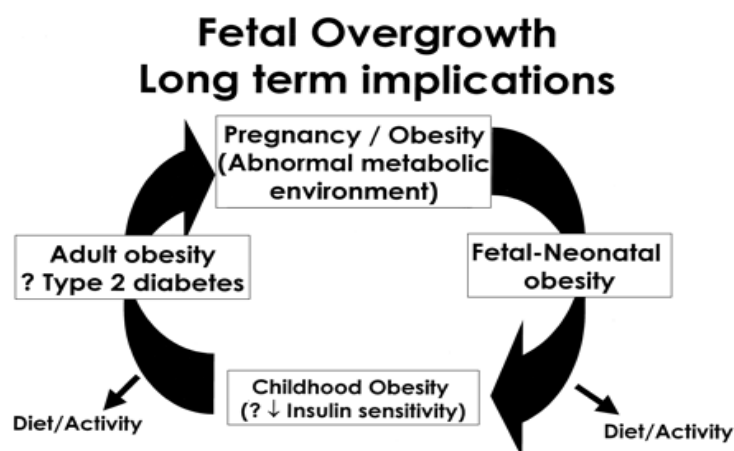 Fetal Overgrowth
Long term implications
Pregnancy / Obesity
(Abnormal metabolic
environment)
Fetal-Neonatal
obesity
Childhood Obesity
(? ↓ Insulin sensitivity)
Adult obesity
? Type 2 diabetes
Diet/Activity
Diet/Activity